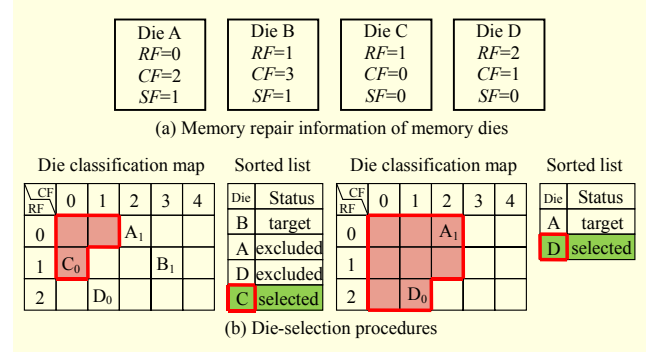 Die A
RF=0
CF=2
SF=1
Die B
RF=1
CF=3
SF=1
Die C
RF=1
CF=0
SF=0
Die D
RF=2
CF=1
SF=0
(a) Memory repair information of memory dies
Die classification map
CF
RF
0 1 2 3 4
0 A1
1 C0 B1
2 D0
Sorted list
Die Status
B target
A excluded
D excluded
C selected
Die classification map
CF
RF
0 1 2 3 4
0 A1
1
2 D0
Sorted list
Die Status
A target
D selected
(b) Die-selection procedures